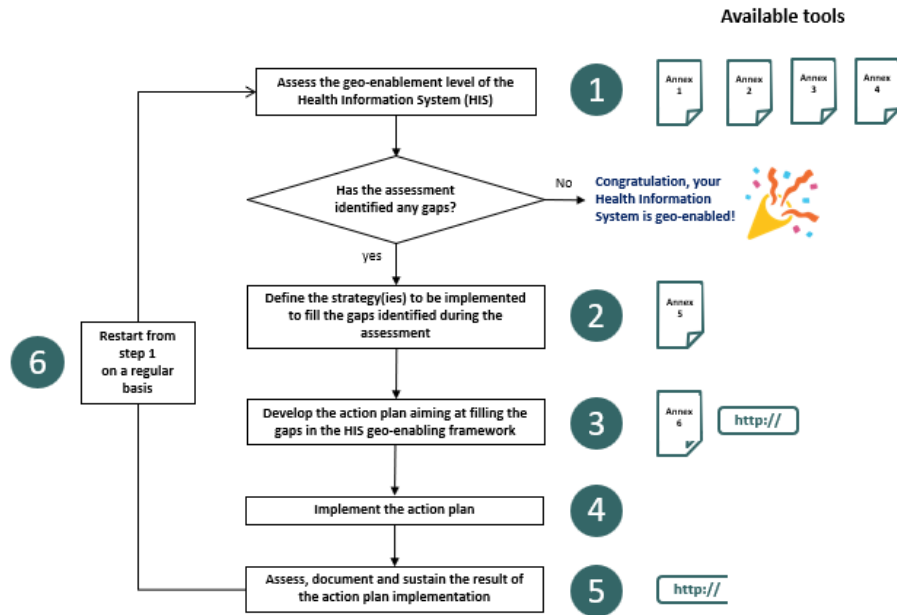 Available tools
Assess the geo-enablement level of the
Health Information System (HIS)
1
Annex
1
Annex
2
Annex
3
Annex
4
Has the assessment
identified any gaps?
No
Congratulation, your
Health Information
System is geo-enabled!
yes
Define the strategy(ies) to be implemented
to fill the gaps identified during the
assessment
2
Annex
5
6
Restart from
step 1
on a regular
basis
Develop the action plan aiming at filling the
gaps in the HIS geo-enabling framework
3
Annex
6
http://
Implement the action plan
4
Assess, document and sustain the result of
the action plan implementation
5
http://